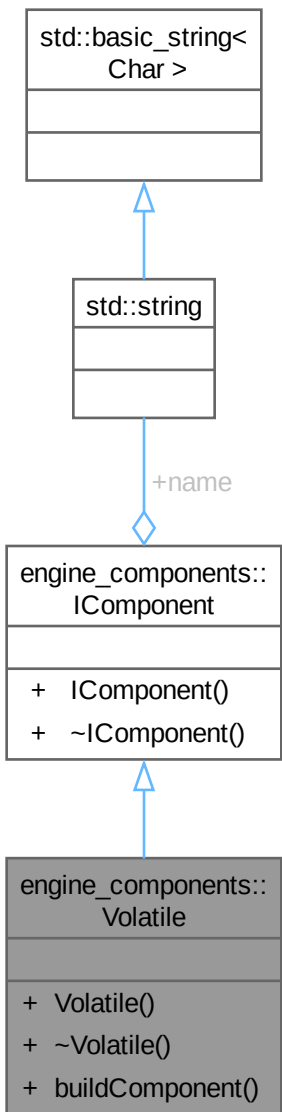 std::basic_string<
Char >
std::string
+name
engine_components::
IComponent
+ IComponent()
+ ~IComponent()
engine_components::
Volatile
+ Volatile()
+ ~Volatile()
+ buildComponent()